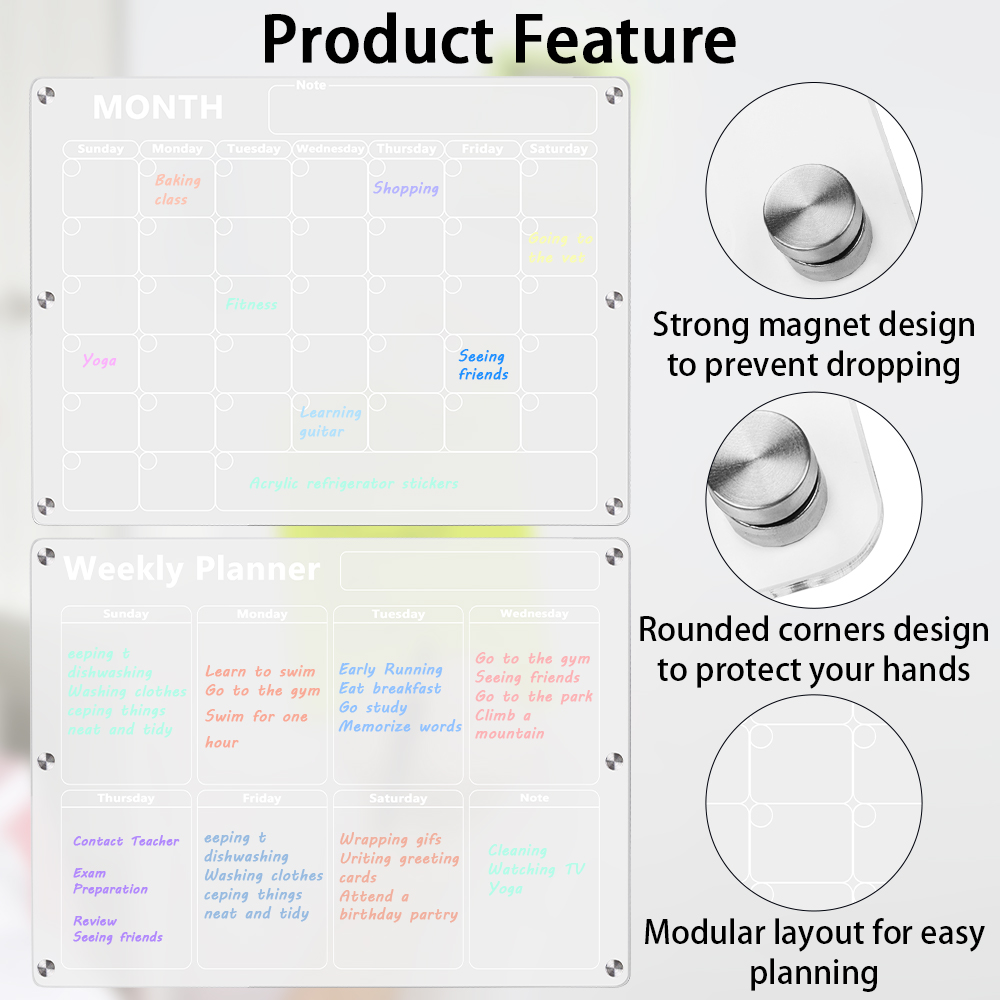 Product Feature
MONTH
Note
Sunday Monday Tuesday Wednesday Thursday Friday Saturday
Baking
class
Shopping
Going to
the vet
Fitness
Yoga
Seeing
friends
Learning
guitar
Acrylic refrigerator stickers
Weekly Planner
Sunday Monday Tuesday Wednesday
eeping t
dishwashing
Washing clothes
ceping things
neat and tidy
Learn to swim
Go to the gym
Swim for one
hour
Early Running
Eat breakfast
Go study
Memorize words
Go to the gym
Seeing friends
Go to the park
Climb a
mountain
Thursday Friday Saturday Note
Contact Teacher
Exam
Preparation
Review
Seeing friends
eeping t
dishwashing
Washing clothes
ceping things
neat and tidy
Wrapping gifs
Uriting greeting
cards
Attend a
birthday partry
Cleaning
Watching TV
Yoga
Strong magnet design
to prevent dropping
Rounded corners design
to protect your hands
Modular layout for easy
planning